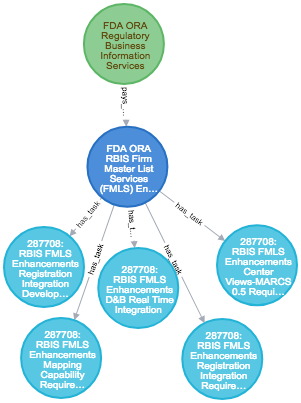 FDA ORA
Regulatory
Business
Information
Services
pays_...
FDA ORA
RBIS Firm
Master List
Services
(FMLS) En...
has_task
has_task
has_t...
has_task
has_task
287708:
RBIS FMLS
Enhancements
Registration
Integration
Develop...
287708:
RBIS FMLS
Enhancements
D&B Real Time
Integration
287708:
RBIS FMLS
Enhancements
Center
Views-MARCS
0.5 Requi...
287708:
RBIS FMLS
Enhancements
Mapping
Capability
Require...
287708:
RBIS FMLS
Enhancements
Registration
Integration
Require...